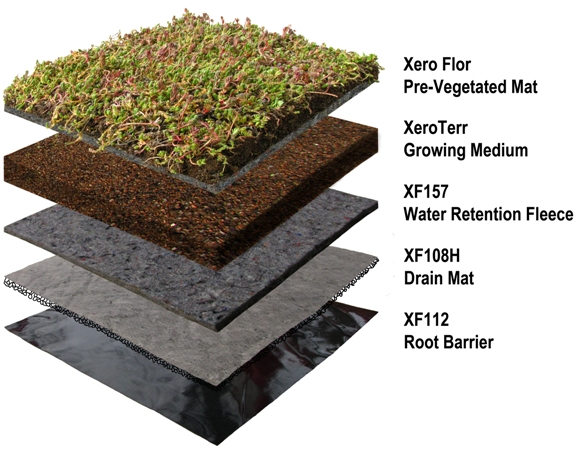 Xero Flor
Pre-Vegetated Mat
XeroTerr
Growing Medium
XF157
Water Retention Fleece
XF108H
Drain Mat
XF112
Root Barrier